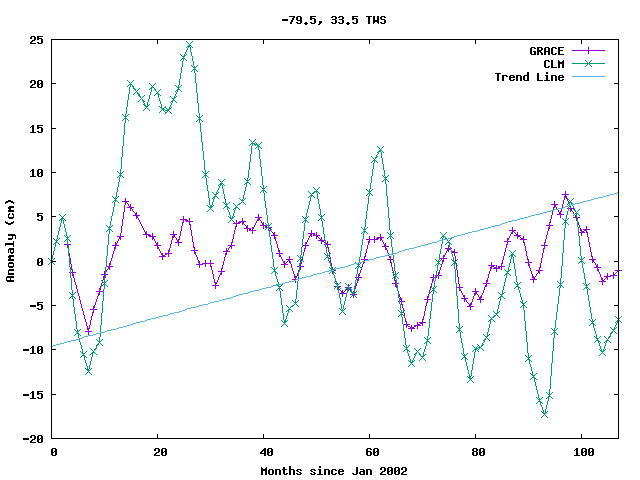 -79.5, 33.5 TWS
GRACE
CLM
Trend Line
25
20
15
10
5
0
-5
-10
-15
-20
Anomaly (cm)
0 20 40 60 80 100
Months since Jan 2002